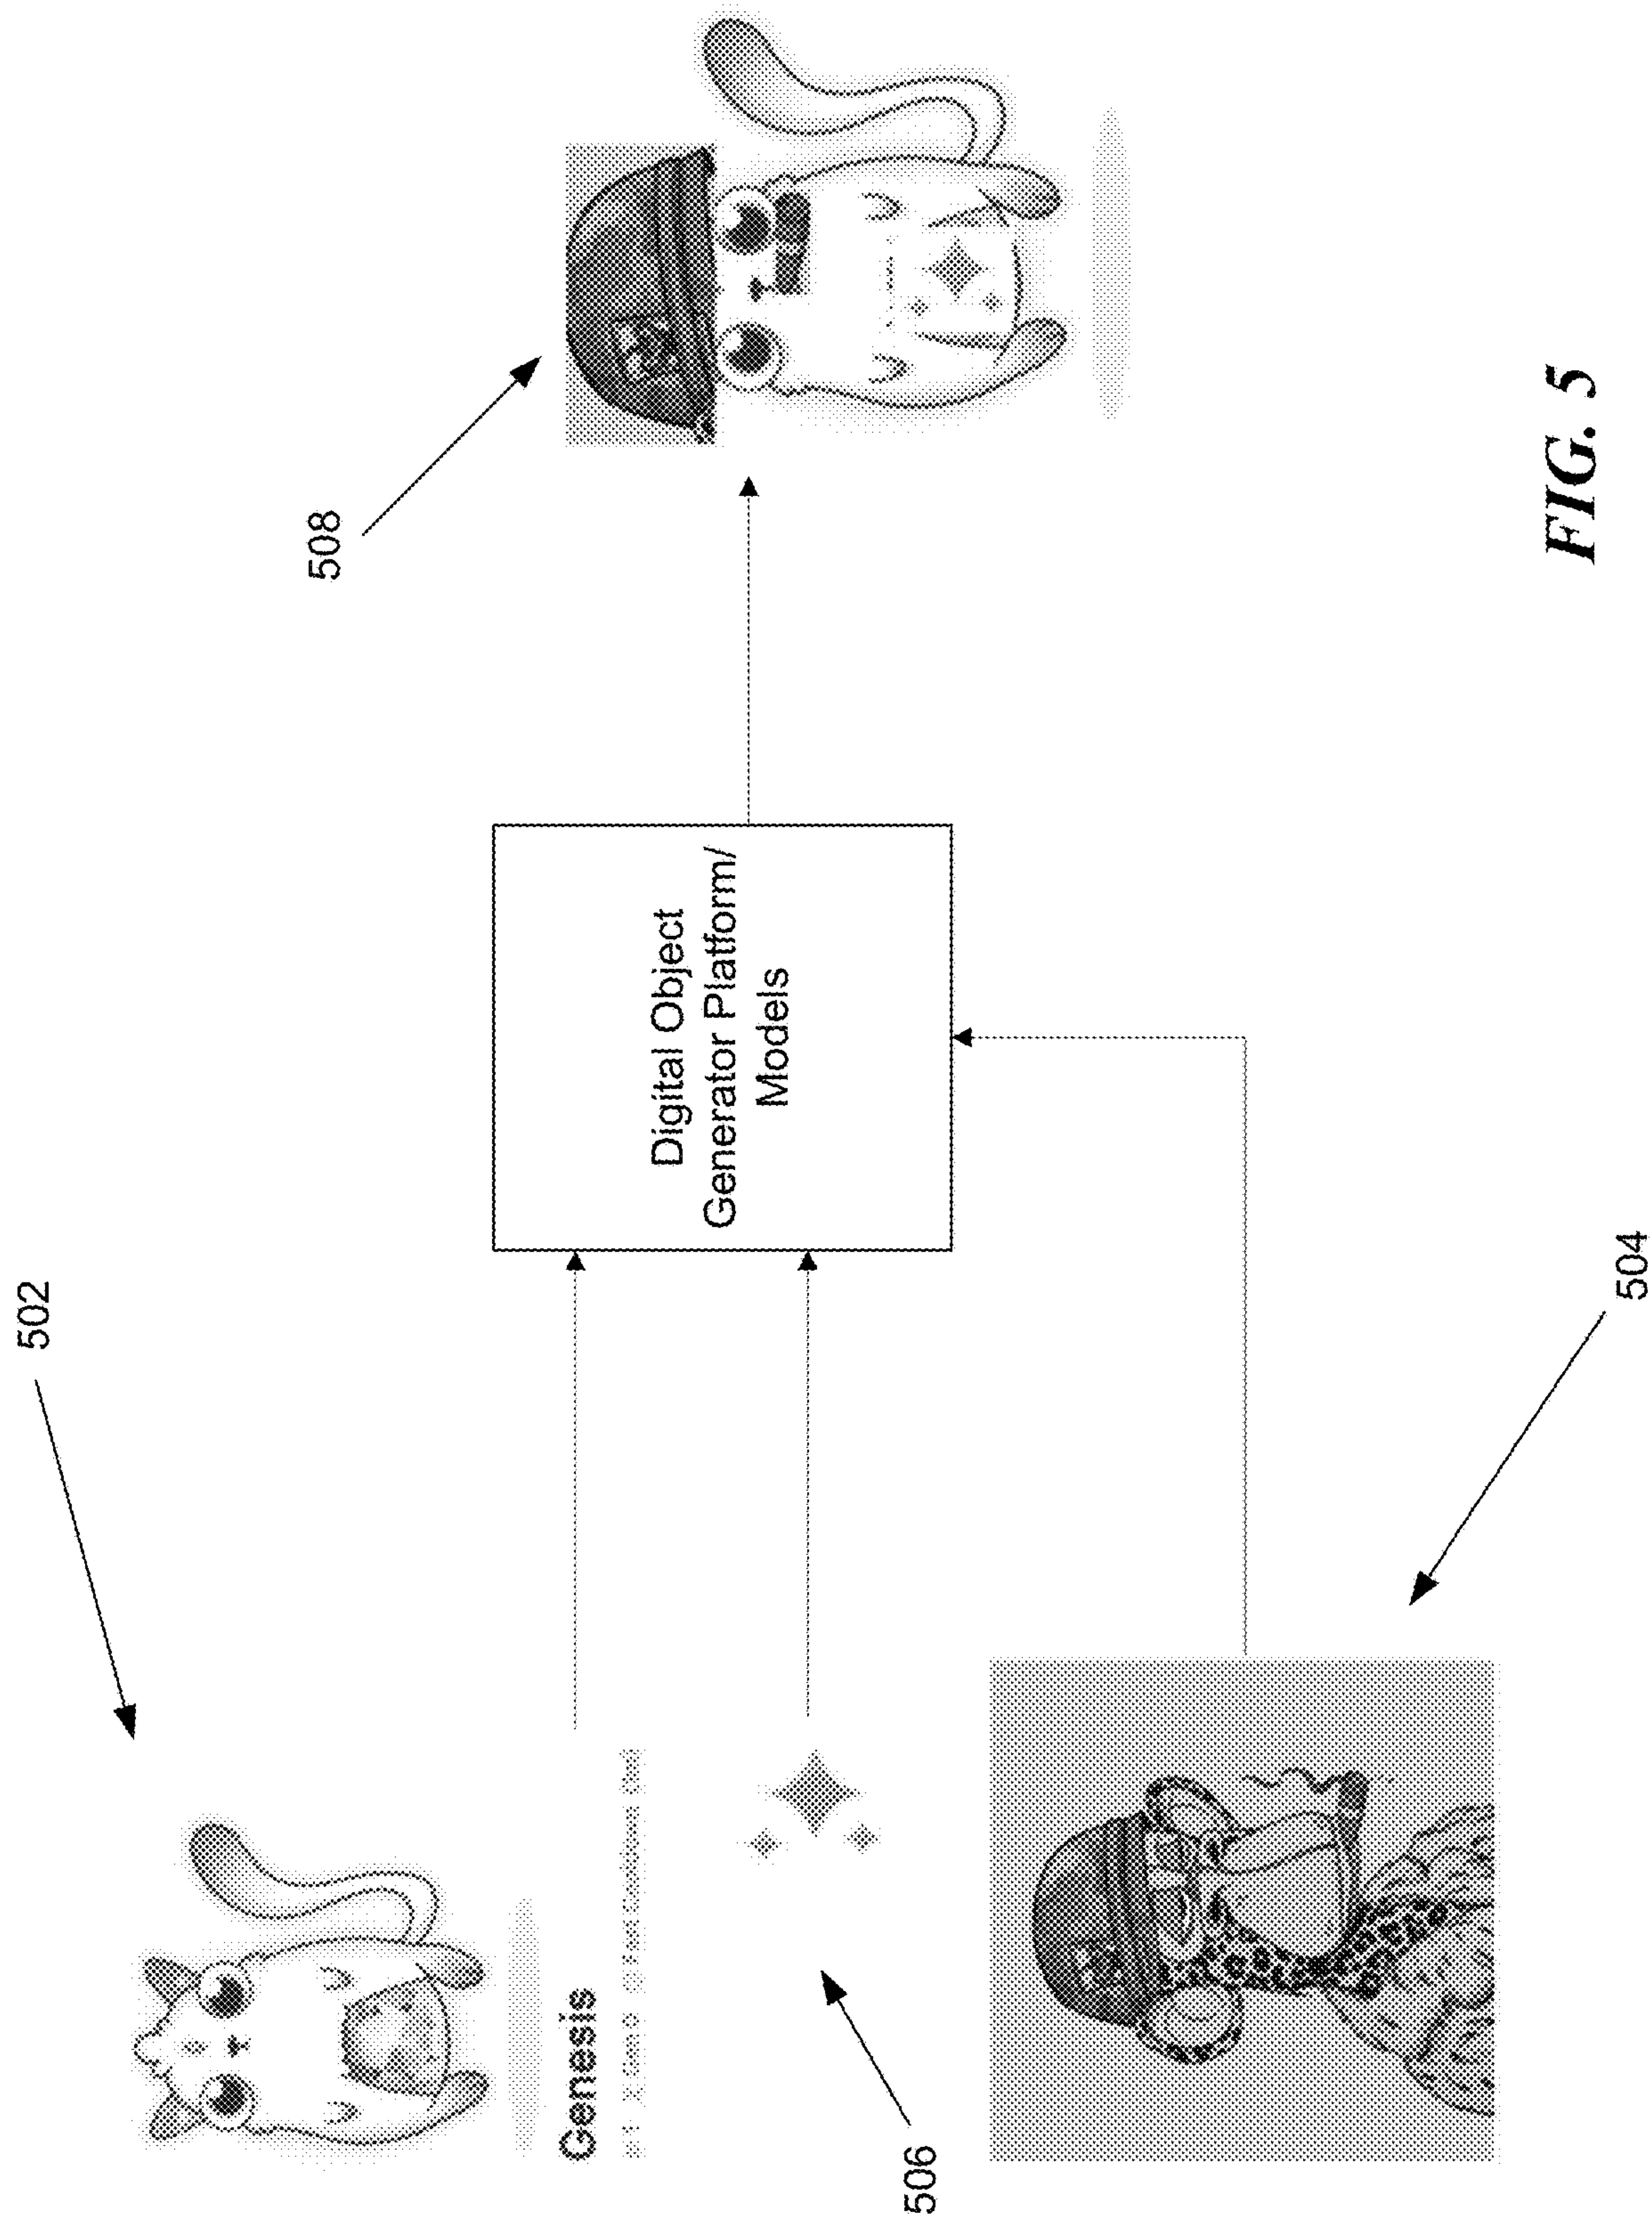 502
Genesis
506
504
Digital Object
Generator Platform/
Models
508
FIG. 5